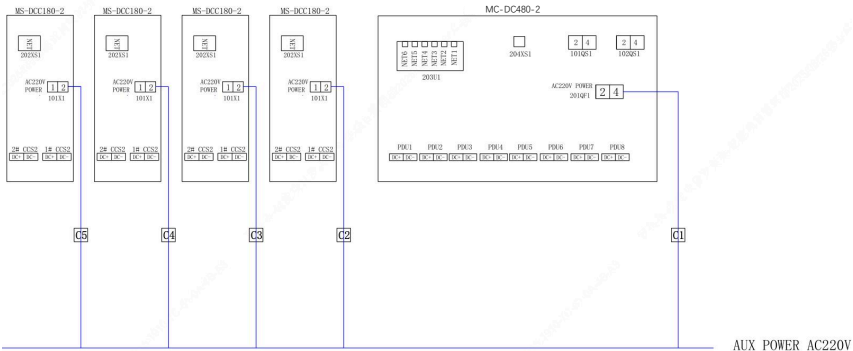 MS-DCC180-2
MS-DCC180-2
MS-DCC180-2
MS-DCC180-2
MC-DC480-2
NET
202XS1
NET
202XS1
NET
202XS1
NET
202XS1
NET6
NET5
NET4
NET3
NET2
NET1
203U1
204XS1
2 4
101QS1
2 4
102QS1
AC220V
POWER
1 2
101X1
AC220V
POWER
1 2
101X1
AC220V
POWER
1 2
101X1
AC220V
POWER
1 2
101X1
AC220V POWER
201QF1
2 4
2# CCS2 1# CCS2
DC+ DC- DC+ DC-
2# CCS2 1# CCS2
DC+ DC- DC+ DC-
2# CCS2 1# CCS2
DC+ DC- DC+ DC-
2# CCS2 1# CCS2
DC+ DC- DC+ DC-
PDU1 PDU2 PDU3 PDU4 PDU5 PDU6 PDU7 PDU8
DC+ DC- DC+ DC- DC+ DC- DC+ DC- DC+ DC- DC+ DC- DC+ DC- DC+ DC-
C5
C4
C3
C2
C1
AUX POWER AC220V